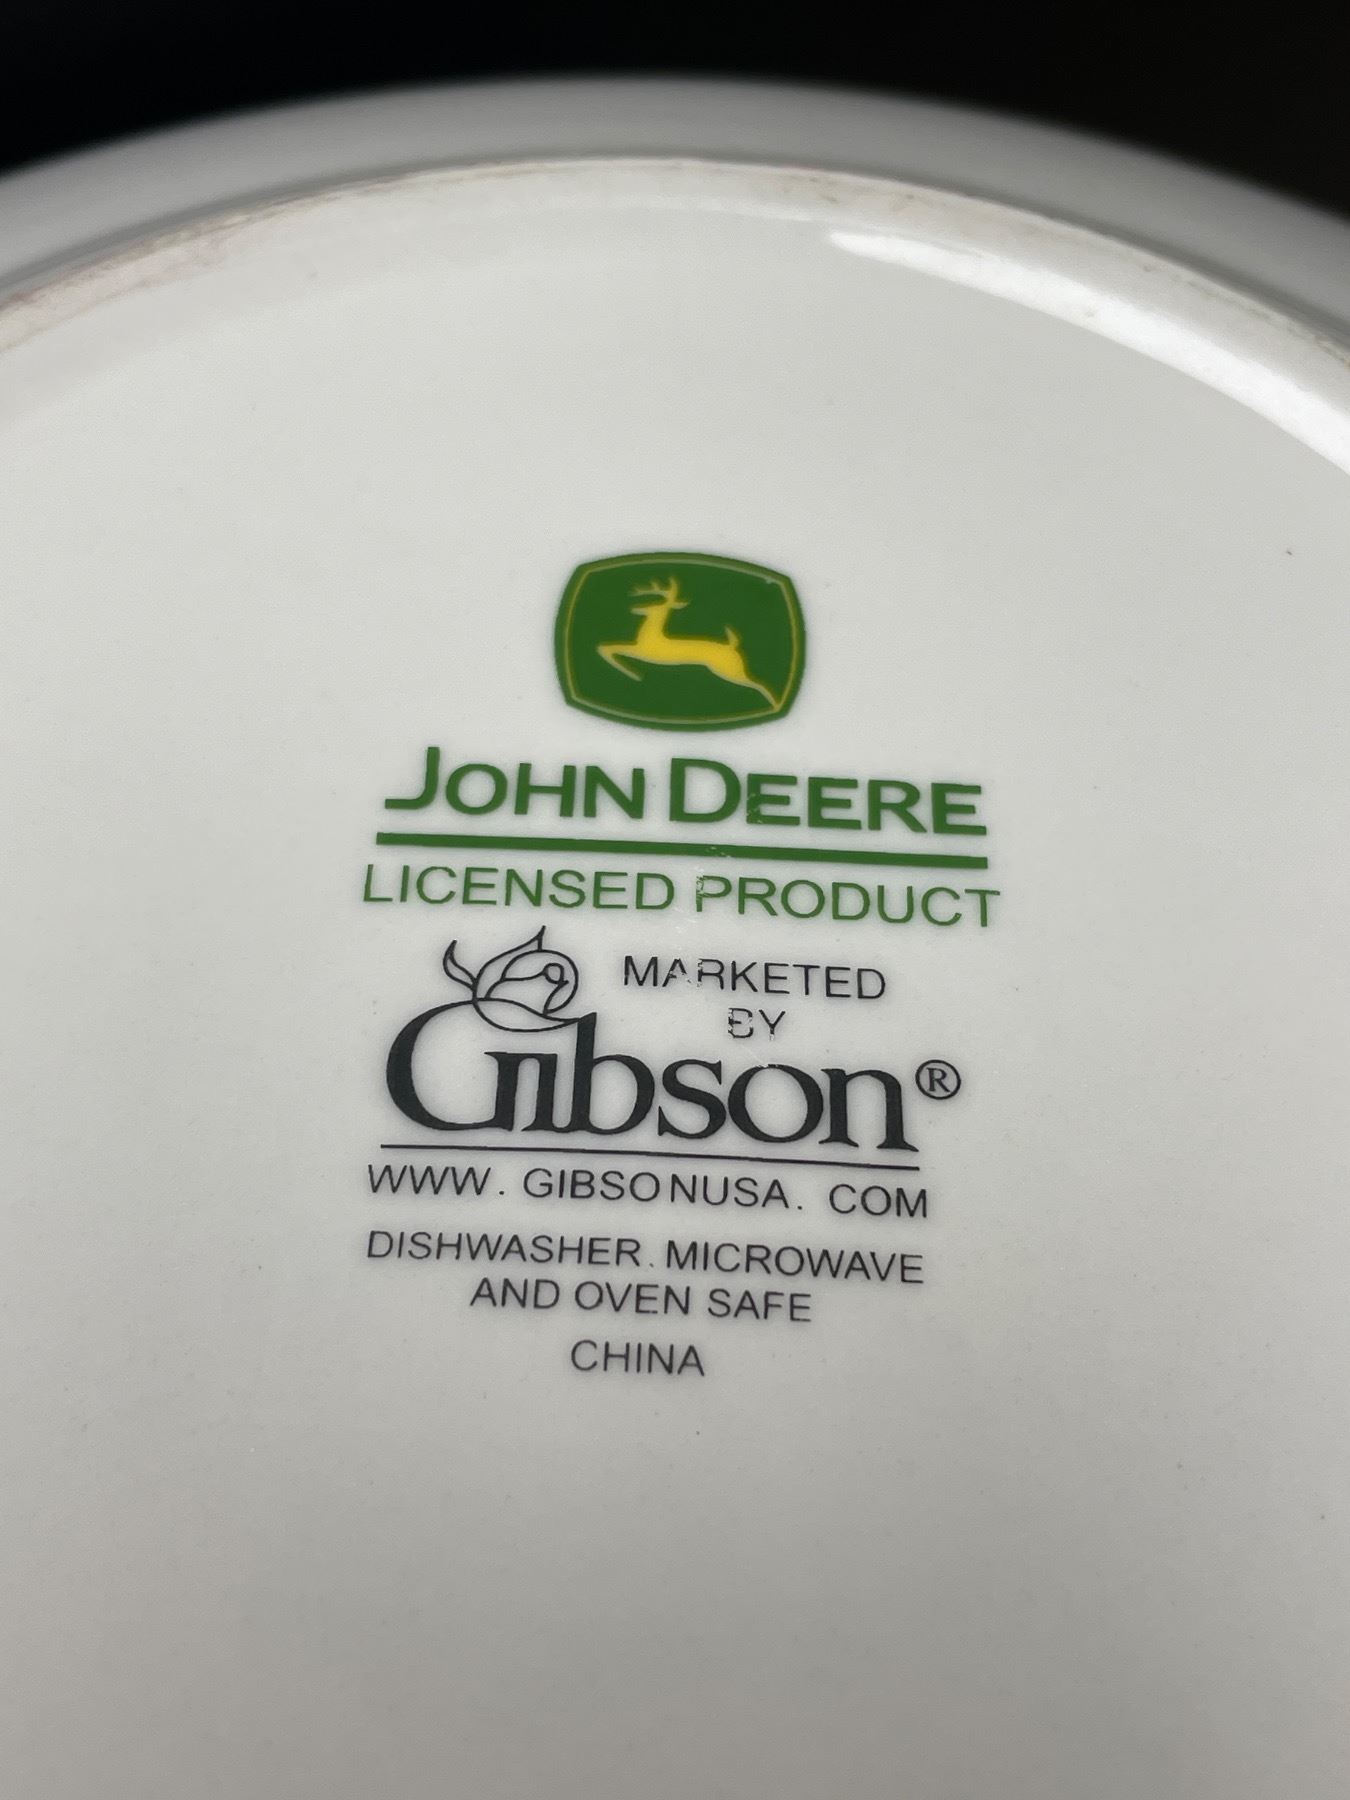 JOHN DEERE
LICENSED PRODUCT
MARKETED
BY
Gibson®
WWW. GIBSONUSA. COM
DISHWASHER. MICROWAVE
AND OVEN SAFE
CHINA